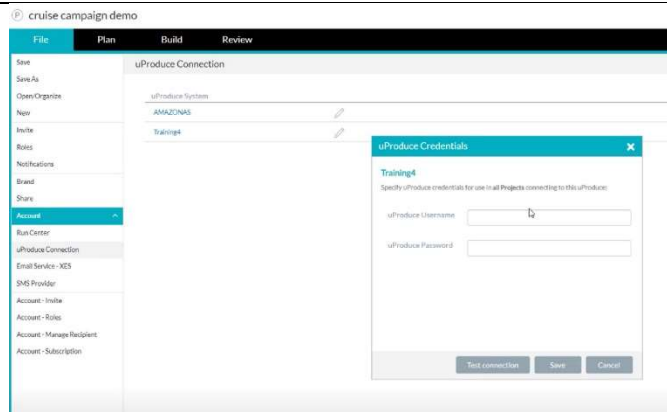 P cruise campaign demo
File Plan Build Review
Save
Save As
Open/Organize
New
Invite
Roles
Notifications
Brand
Share
Account
Run Center
uProduce Connection
Email Service - XES
SMS Provider
Account - Invite
Account - Roles
Account - Manage Recipient
Account - Subscription
uProduce Connection
uProduce System
AMAZONAS
Training4
uProduce Credentials
Training4
Specify uProduce credentials for use in all Projects connecting to this uProduce:
uProduce Username
uProduce Password
Test connection Save Cancel